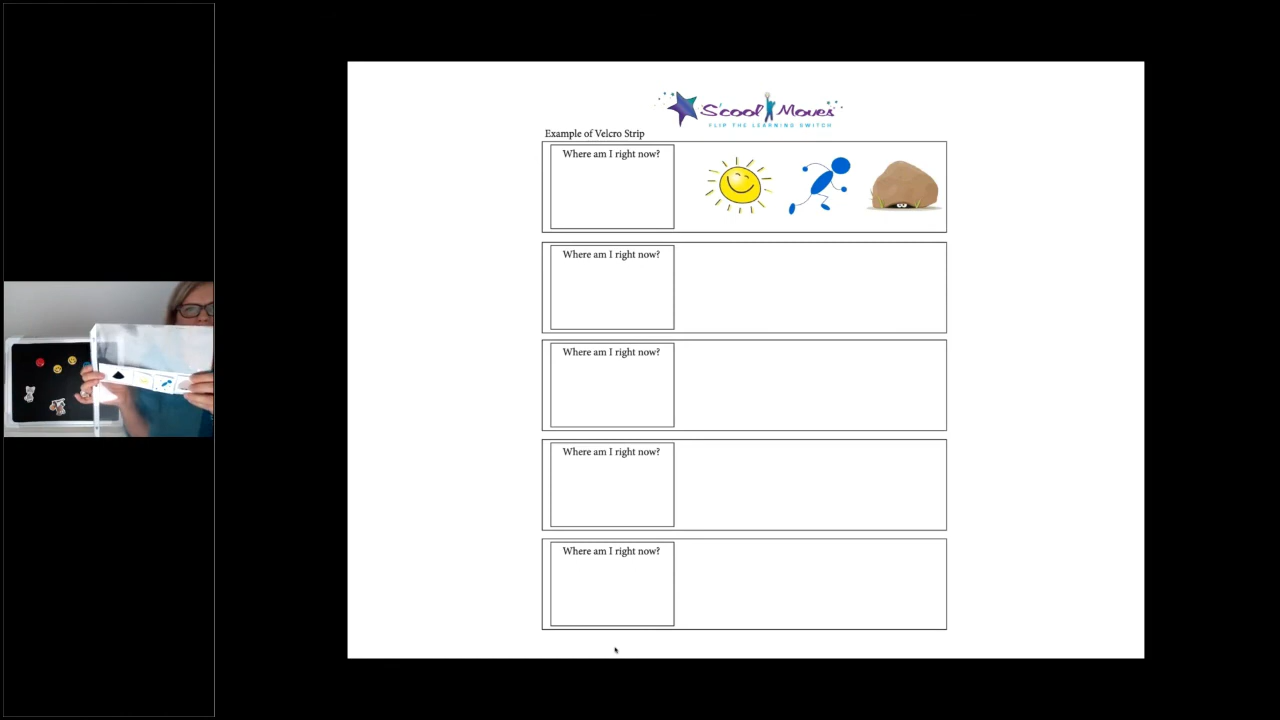 S'cool Moves
FLIP THE LEARNING SWITCH
Example of Velcro Strip
Where am I right now?
Where am I right now?
Where am I right now?
Where am I right now?
Where am I right now?